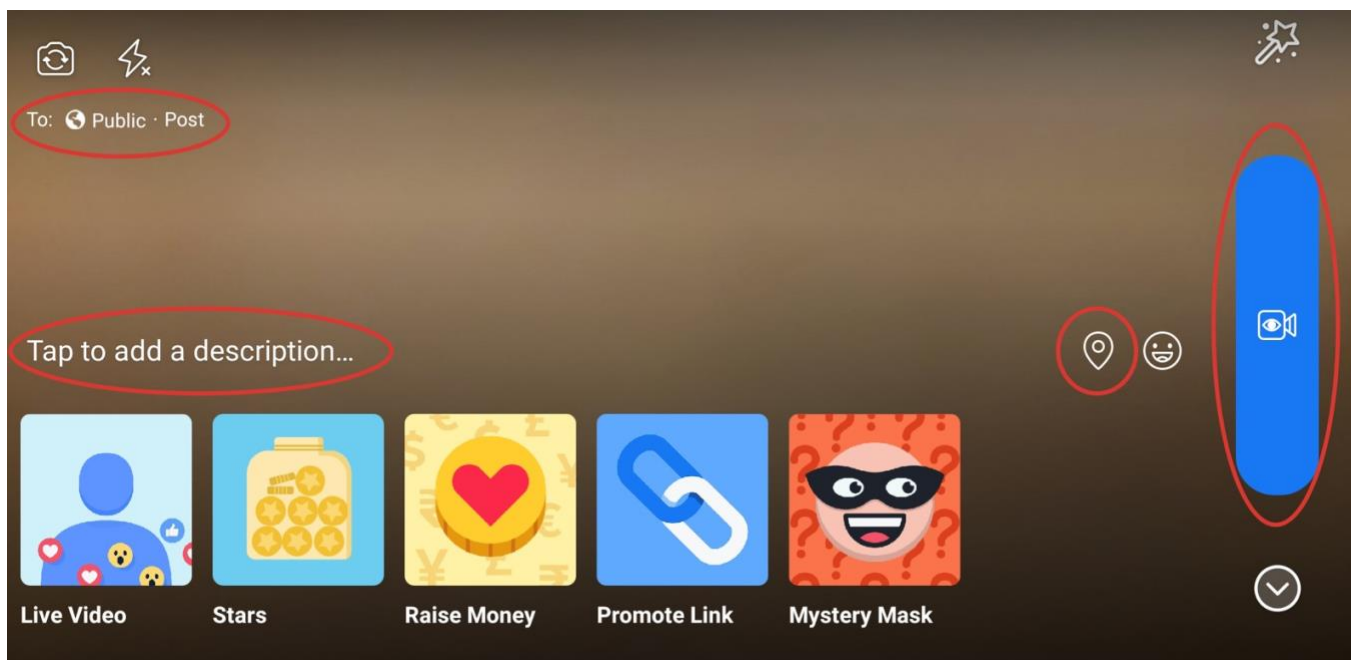 To: Public · Post
Tap to add a description...
Live Video
Stars
Raise Money
Promote Link
Mystery Mask